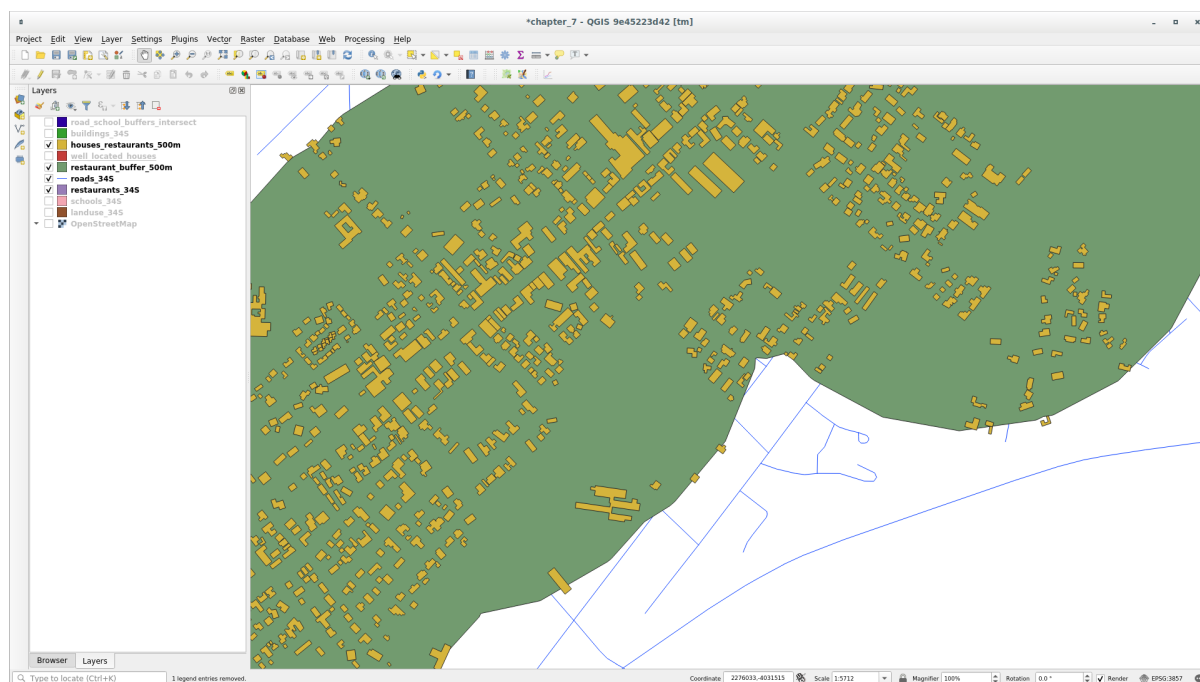 *chapter_7 - QGIS 9e45223d42 [tm]
Project Edit View Layer Settings Plugins Vector Raster Database Web Processing Help
Layers
road_school_buffers_intersect
buildings_34S
houses_restaurants_500m
well_located_houses
restaurant_buffer_500m
roads_34S
restaurants_34S
schools_34S
landuse_34S
OpenStreetMap
Browser Layers
Type to locate (Ctrl+K) 1 legend entries removed. Coordinate 2276033,-4031515 Scale 1:5712 Magnifier 100% Rotation 0.0 ° Render EPSG:3857